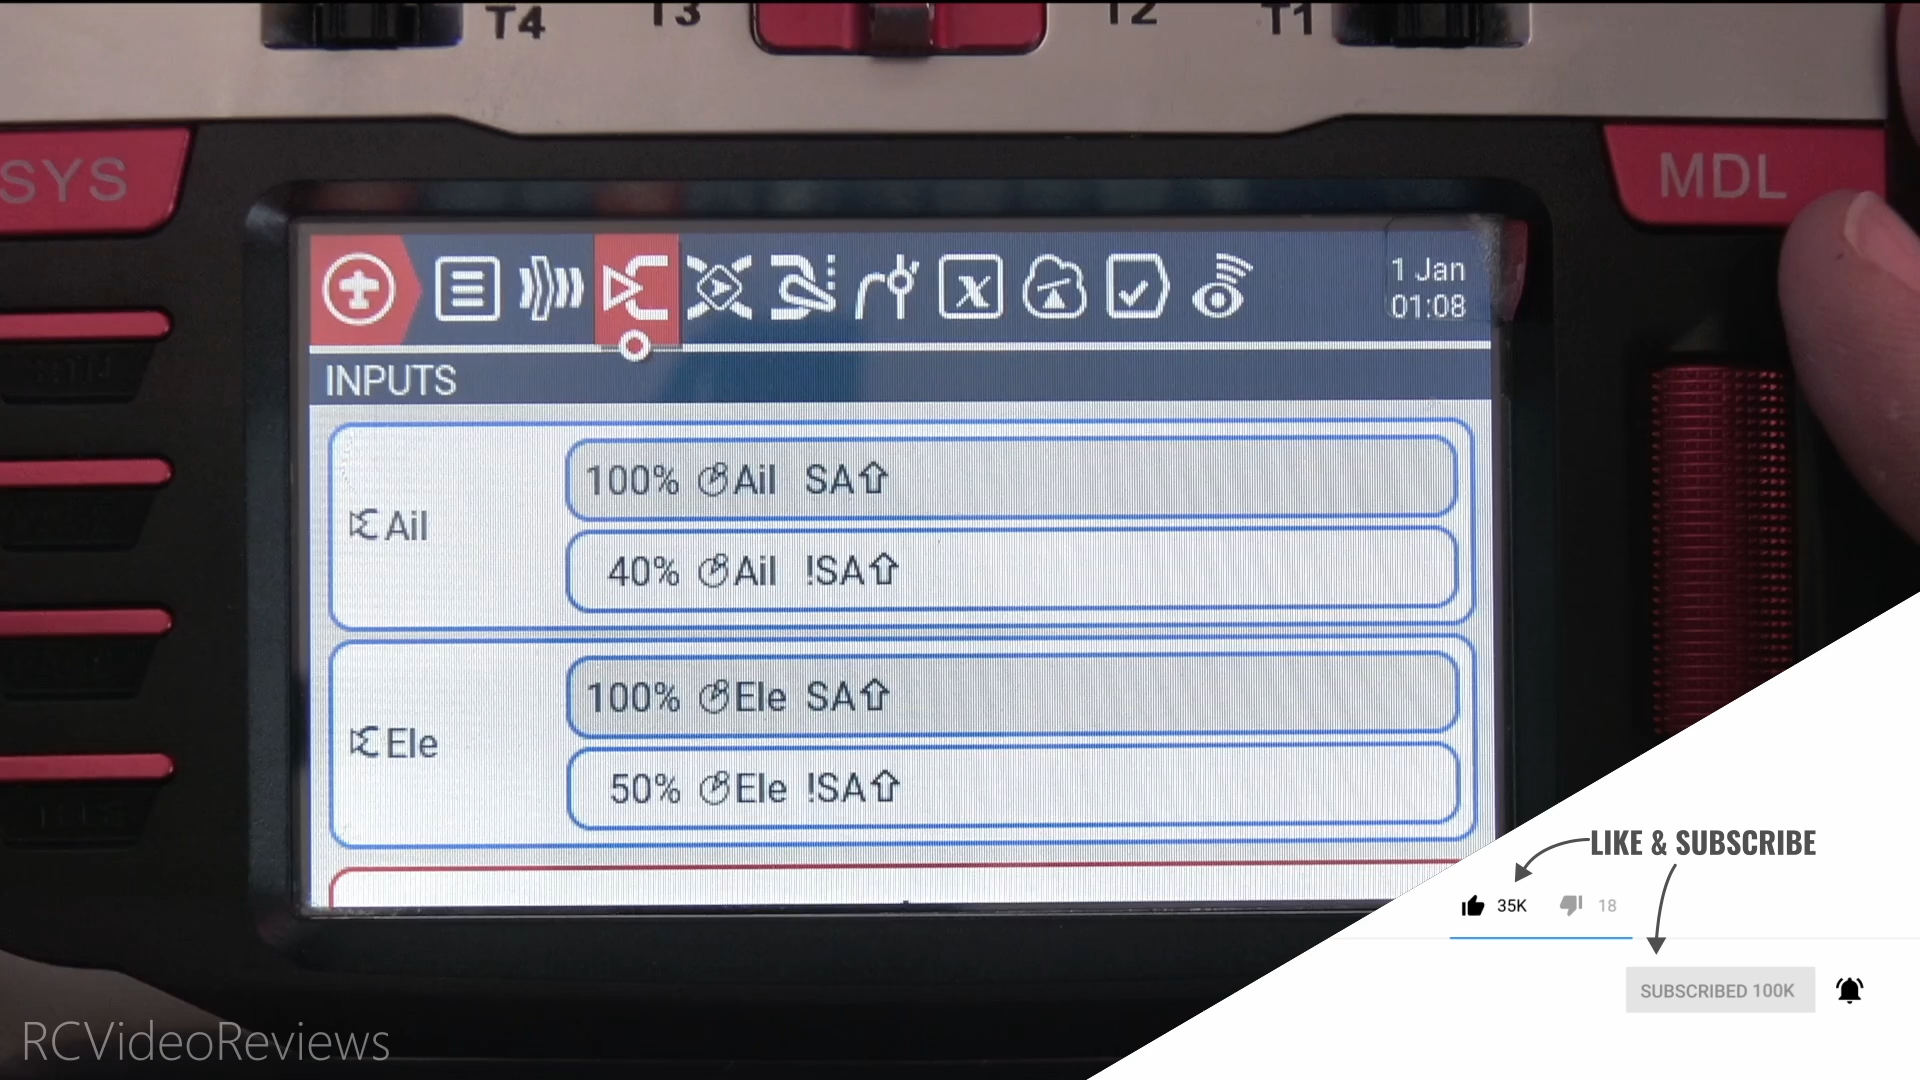 T4
T3
T2
T1
SYS
MDL
1 Jan
01:08
INPUTS
Ail
100% Ail SA
40% Ail !SA
Ele
100% Ele SA
50% Ele !SA
LIKE & SUBSCRIBE
35K
18
SUBSCRIBED 100K
RCVideoReviews